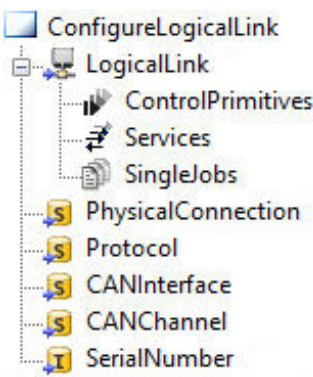 ConfigureLogicalLink
LogicalLink
ControlPrimitives
Services
SingleJobs
S PhysicalConnection
S Protocol
S CANInterface
S CANChannel
I SerialNumber